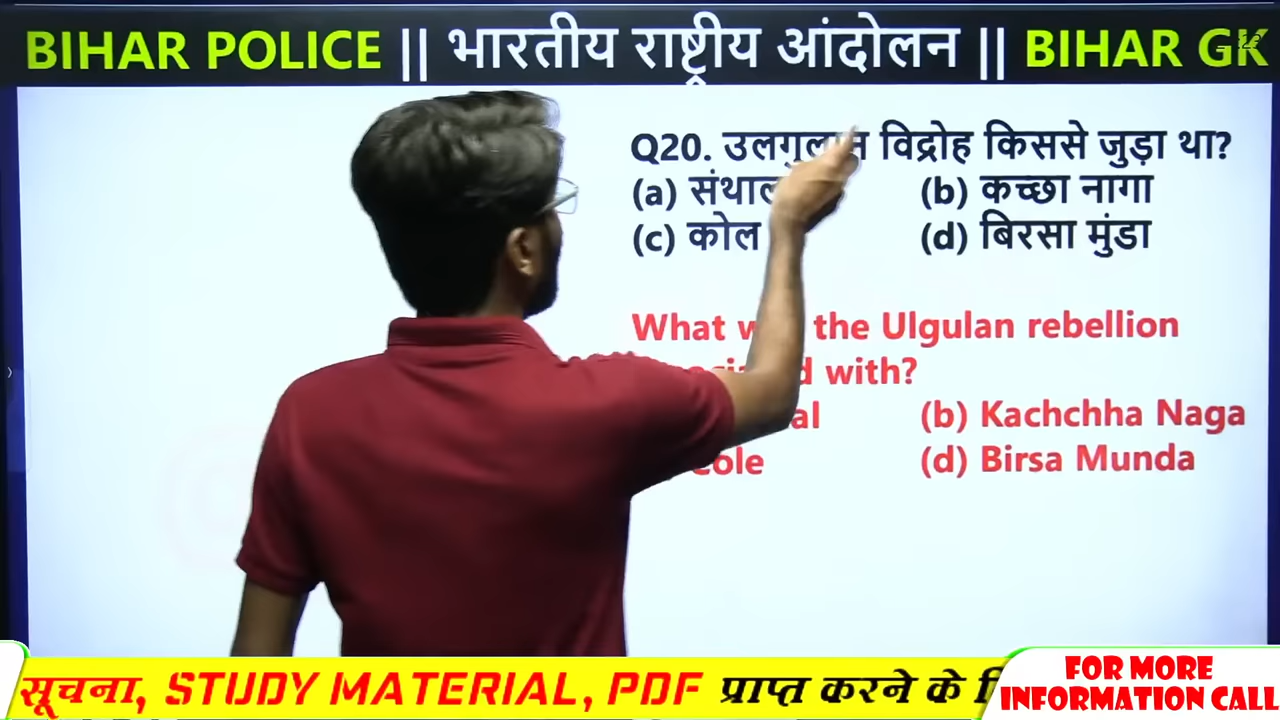 BIHAR POLICE || भारतीय राष्ट्रीय आंदोलन || BIHAR GK
Q20. विद्रोह किससे जुड़ा था?
(a) (b) कच्छा नागा
(c) कोल (d) बिरसा मुंडा
What the Ulgulan rebellion
with?
(b) Kachchha Naga
Cole (d) Birsa Munda
सूचना, STUDY MATERIAL, PDF प्राप्त करने के
FOR MORE
INFORMATION CALL